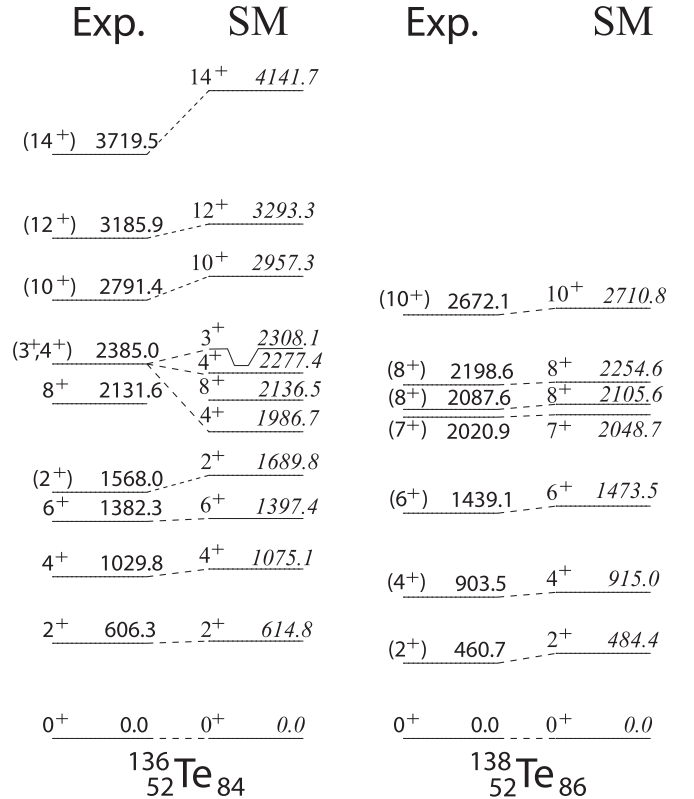 Exp. SM Exp. SM
14+ 4141.7
(14+) 3719.5
12+ 3293.3
(12+) 3185.9
10+ 2957.3
(10+) 2791.4
(10+) 2672.1 10+ 2710.8
3+ 2308.1
(3+,4+) 2385.0
4+ 2277.4
(8+) 2198.6 8+ 2254.6
8+ 2131.6 8+ 2136.5
(8+) 2087.6 8+ 2105.6
4+ 1986.7
(7+) 2020.9 7+ 2048.7
2+ 1689.8
(2+) 1568.0
6+ 1382.3 6+ 1397.4
(6+) 1439.1 6+ 1473.5
4+ 1029.8 4+ 1075.1
(4+) 903.5 4+ 915.0
2+ 606.3 2+ 614.8
(2+) 460.7 2+ 484.4
0+ 0.0 0+ 0.0 0+ 0.0 0+ 0.0
136 52 Te 84 138 52 Te 86